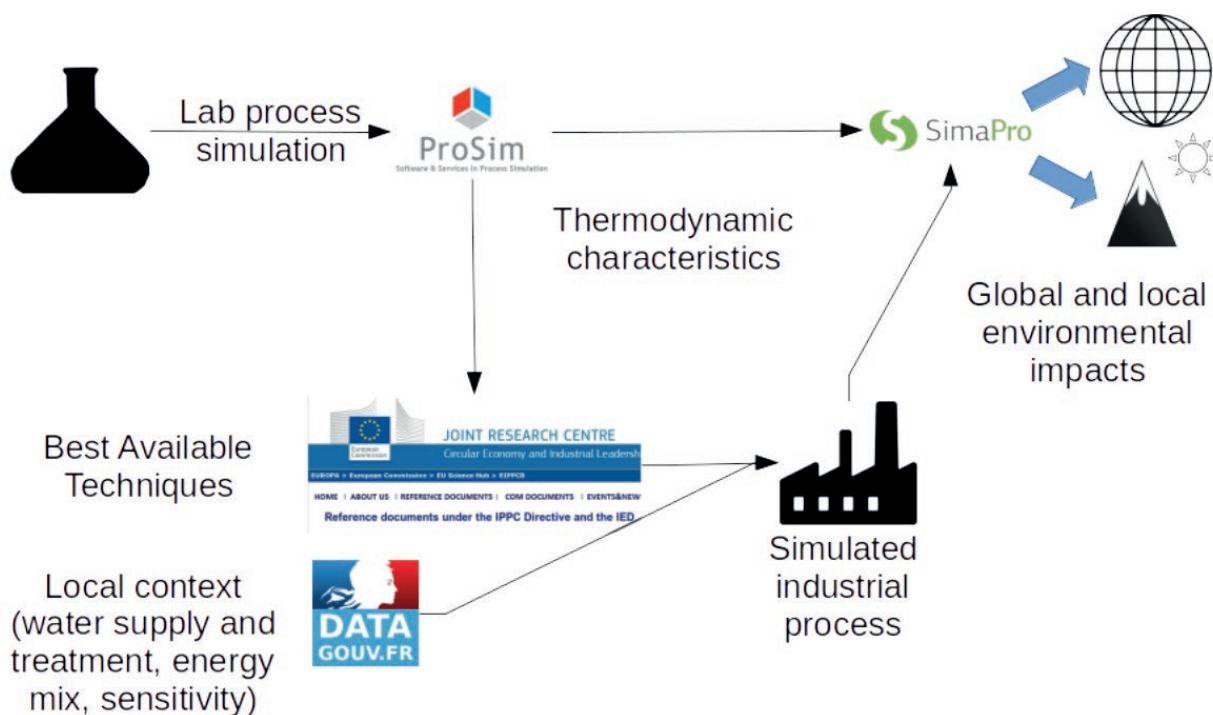 Lab process
simulation
ProSim
Software & Services In Process Simulation
SimaPro
Thermodynamic
characteristics
Global and local
environmental
impacts
Best Available
Techniques
European
Commission
JOINT RESEARCH CENTRE
Circular Economy and Industrial Leadersh
EUROPA > European Commission > EU Science Hub > EIPPCB
HOME | ABOUT US | REFERENCE DOCUMENTS | COM DOCUMENTS | EVENTS&NEW
Reference documents under the IPPC Directive and the IED
Simulated
industrial
process
Local context
(water supply and
treatment, energy
mix, sensitivity)
DATA
GOUV.FR